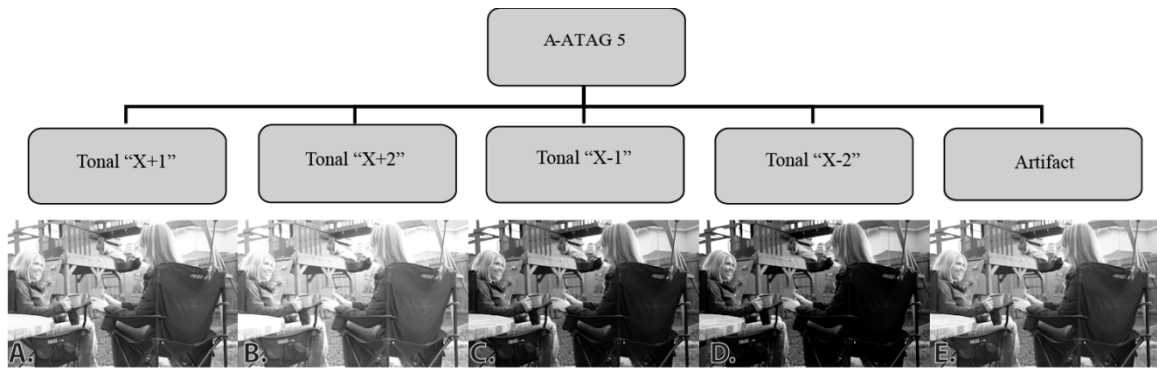 A-ATAG 5
Tonal “X+1”
Tonal “X+2”
Tonal “X-1”
Tonal “X-2”
Artifact
A.
B.
C.
D.
E.